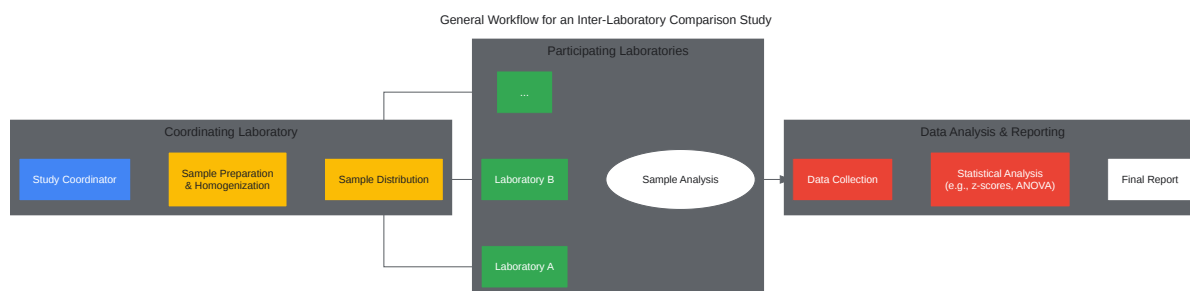 General Workflow for an Inter-Laboratory Comparison Study
Coordinating Laboratory
Study Coordinator
Sample Preparation
& Homogenization
Sample Distribution
Participating Laboratories
...
Laboratory B
Laboratory A
Sample Analysis
Data Analysis & Reporting
Data Collection
Statistical Analysis
(e.g., z-scores, ANOVA)
Final Report